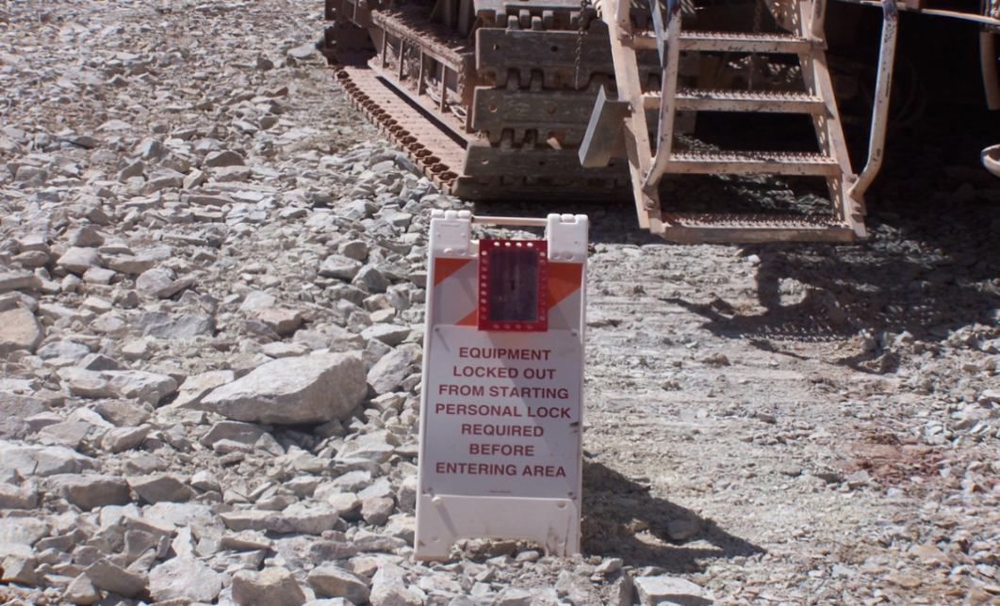 EQUIPMENT
LOCKED OUT
FROM STARTING
PERSONAL LOCK
REQUIRED
BEFORE
ENTERING AREA